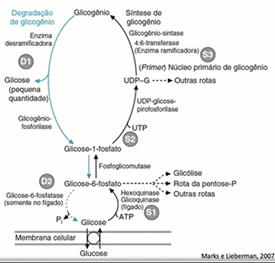 Degradação
de glicogênio
Glicogênio
Síntese de
glicogênio
Enzima
desramificadora
Glicogênio-sintase
4:6-transferase
(Enzima ramificadora)
S3
D1
(Primer) Núcleo primário de glicogênio
Glicose
(pequena
quantidade)
UDP–G
Outras rotas
UDP-glicose-
pirofosforilase
Glicogênio-
fosforilase
UTP
S2
Glicose-1-fosfato
Fosfoglicomutase
D2
Glicose-6-fosfato
Glicólise
Rota da pentose-P
Outras rotas
Glicose-6-fosfatase
(somente no fígado)
Hexoquinase
Glicoquinase
(fígado)
S1
Pi
ATP
Glicose
Membrana celular
Glucose
Marks e Lieberman, 2007